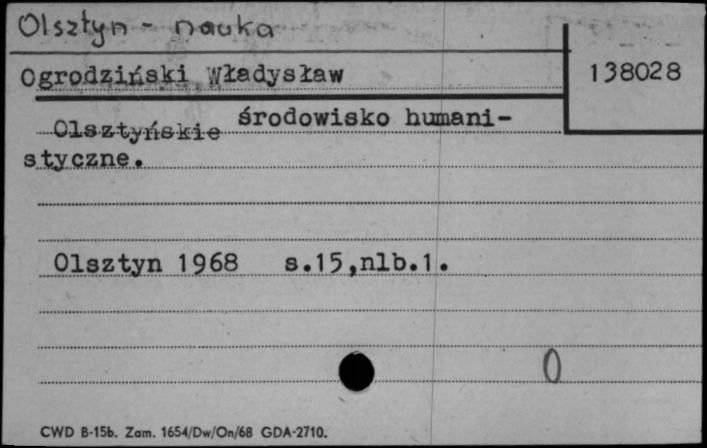 Olsztyn - nauka
Ogrodziński Władysław
138028
Olsztyńskie środowisko humani-
styczne.
Olsztyn 1968 s.15,nlb.1.
0
CWD B-15b. Zam. 1654/Dw/On/68 GDA-2710.